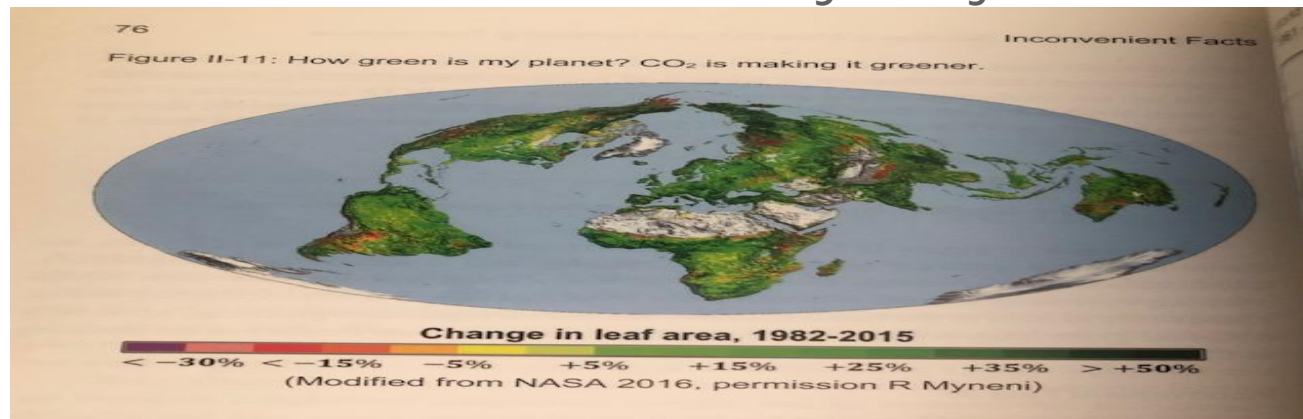 76
Inconvenient Facts
Figure II-11: How green is my planet? CO₂ is making it greener.
Change in leaf area, 1982-2015
< −30% < −15% −5% +5% +15% +25% +35% > +50%
(Modified from NASA 2016, permission R Myneni)